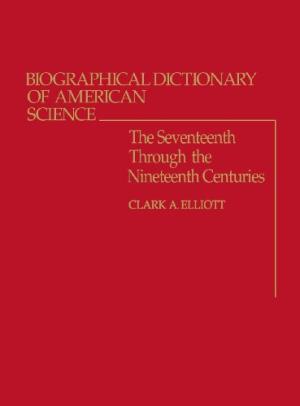 BIOGRAPHICAL DICTIONARY
OF AMERICAN
SCIENCE
The Seventeenth
Through the
Nineteenth Centuries
CLARK A. ELLIOTT